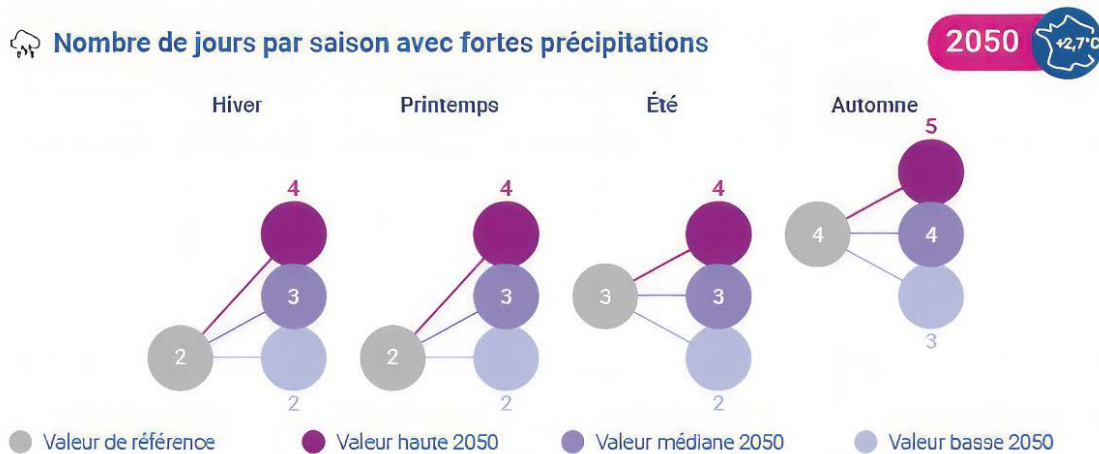 Nombre de jours par saison avec fortes précipitations
2050
+2,7°C
Hiver
Printemps
Été
Automne
5
4
4
4
4
4
3
3
3
3
2
2
2
2
2
3
Valeur de référence
Valeur haute 2050
Valeur médiane 2050
Valeur basse 2050